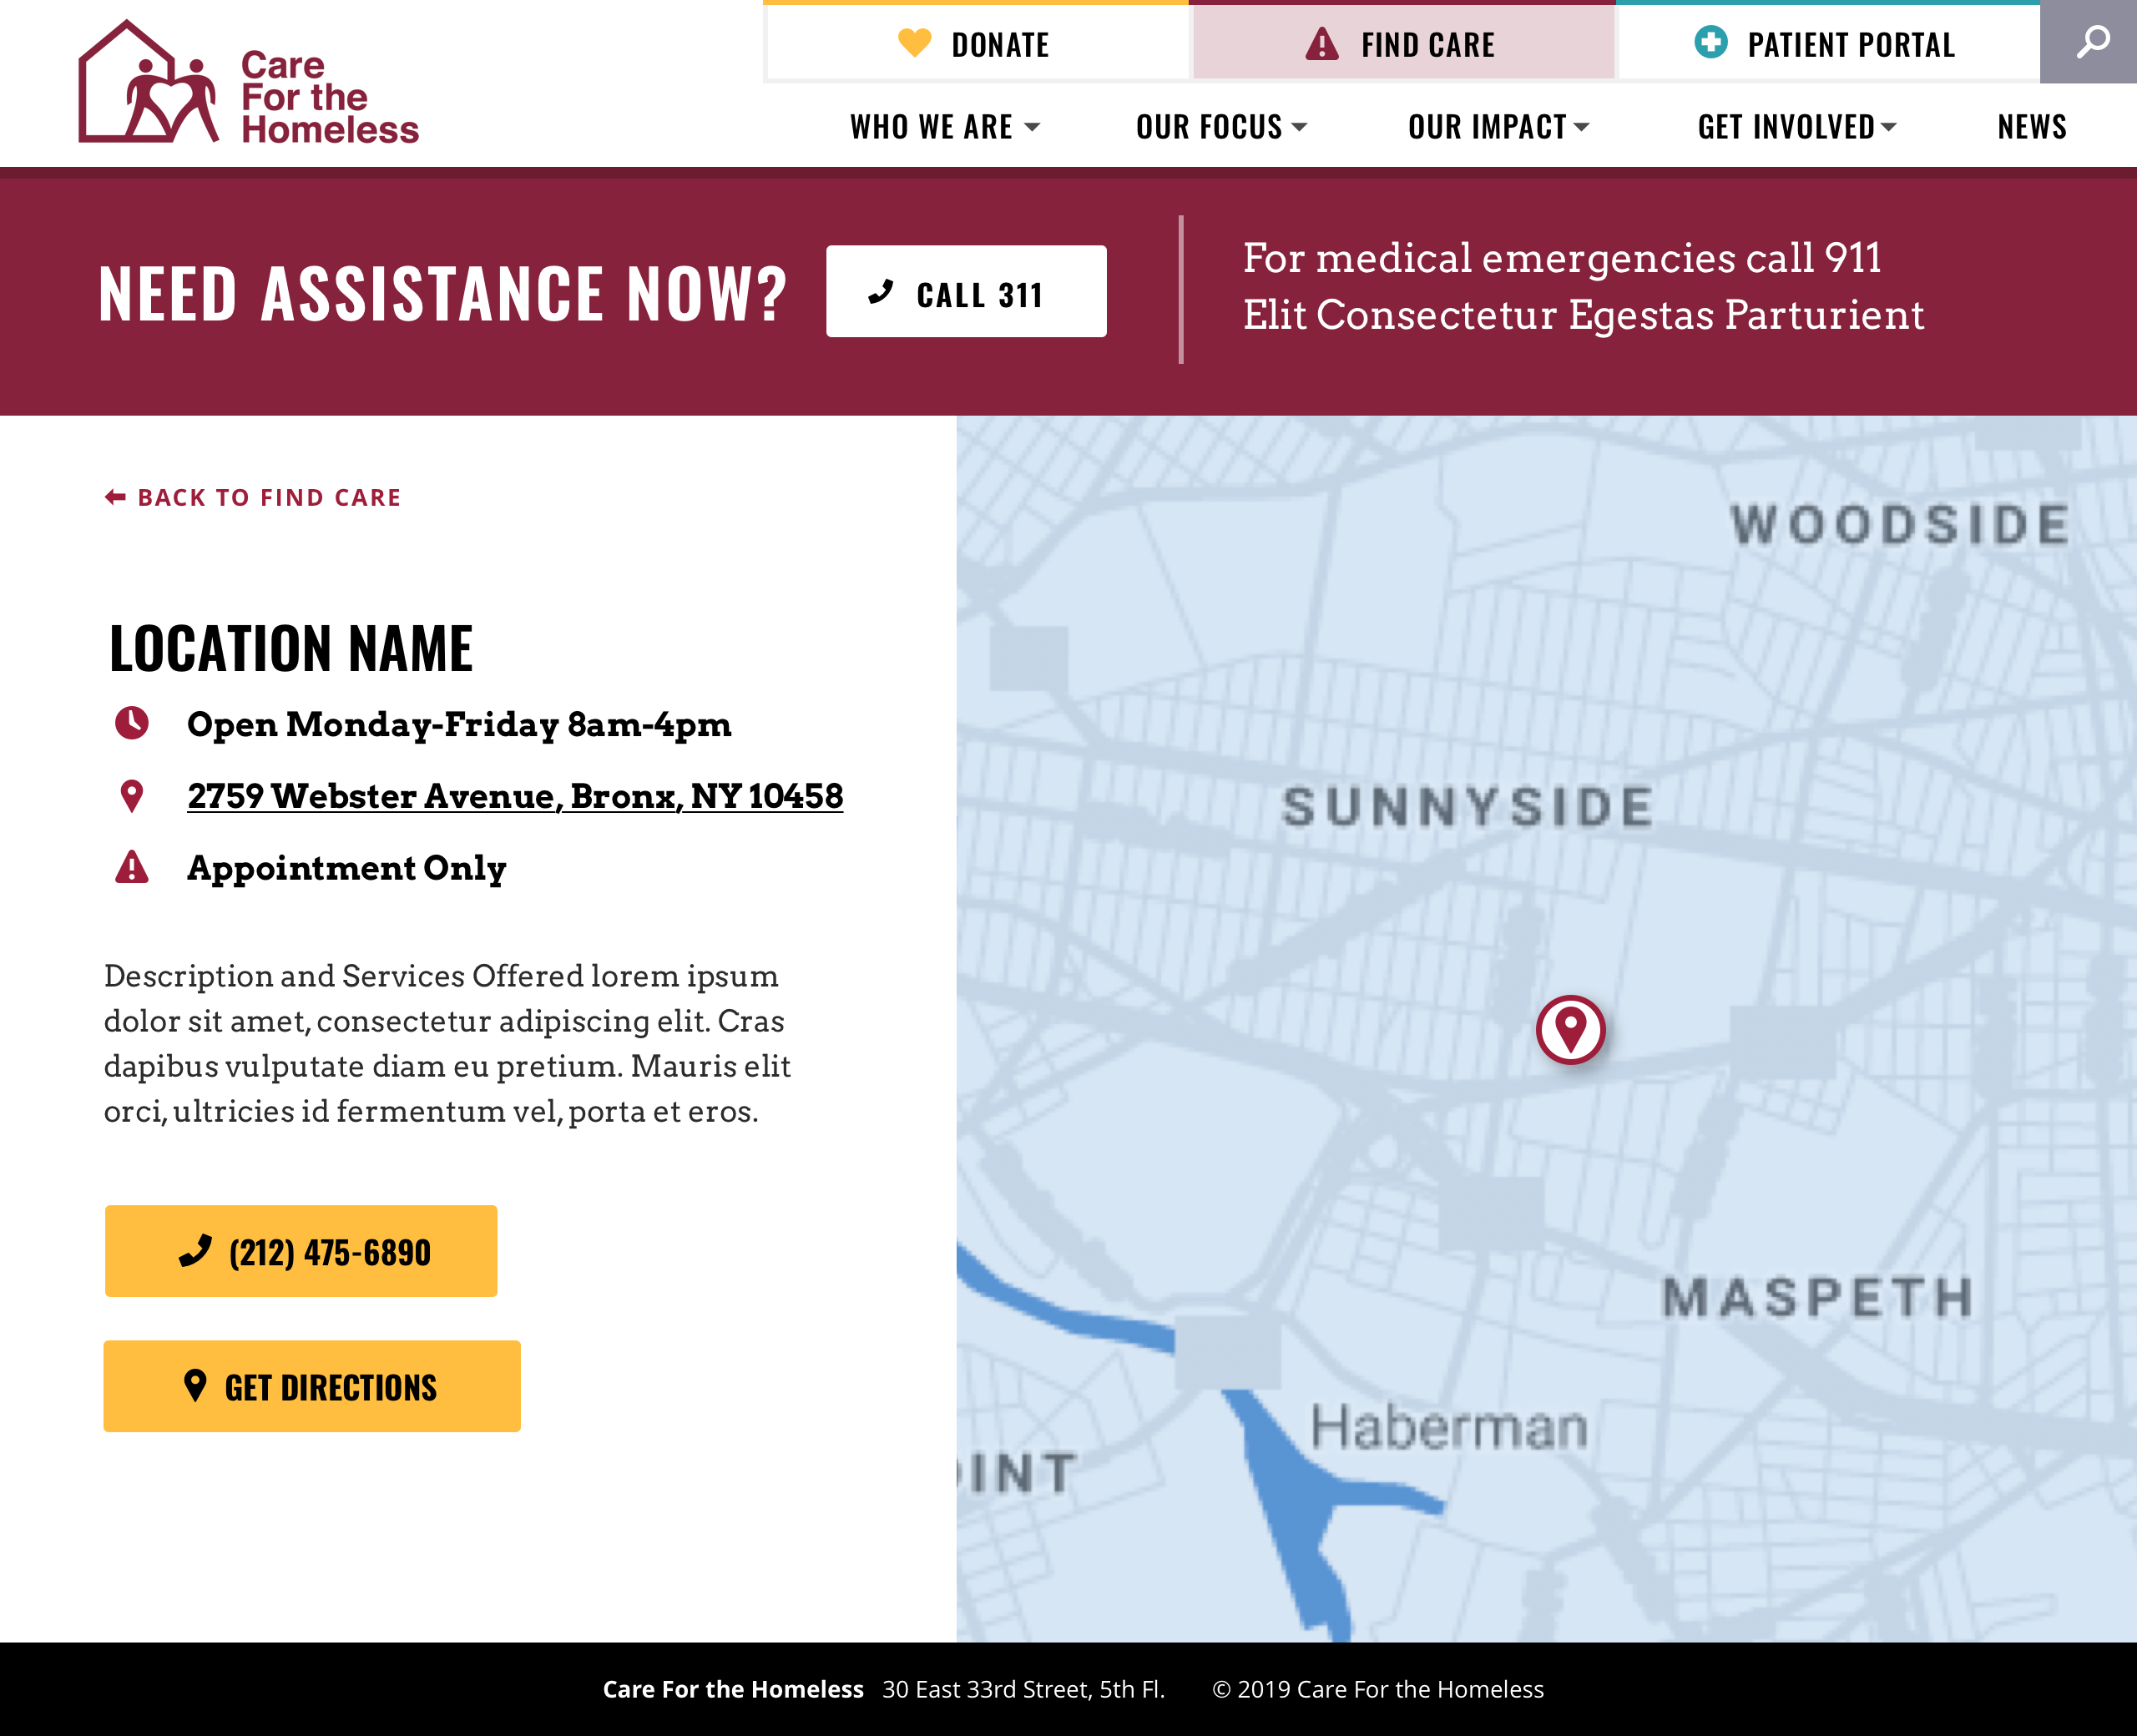 Care
For the
Homeless
DONATE
FIND CARE
PATIENT PORTAL
WHO WE ARE
OUR FOCUS
OUR IMPACT
GET INVOLVED
NEWS
NEED ASSISTANCE NOW?
CALL 311
For medical emergencies call 911
Elit Consectetur Egestas Parturient
BACK TO FIND CARE
LOCATION NAME
Open Monday-Friday 8am-4pm
2759 Webster Avenue, Bronx, NY 10458
Appointment Only
Description and Services Offered lorem ipsum
dolor sit amet, consectetur adipiscing elit. Cras
dapibus vulputate diam eu pretium. Mauris elit
orci, ultricies id fermentum vel, porta et eros.
(212) 475-6890
GET DIRECTIONS
WOODSIDE
SUNNYSIDE
MASPETH
Haberman
INT
Care For the Homeless 30 East 33rd Street, 5th Fl. © 2019 Care For the Homeless